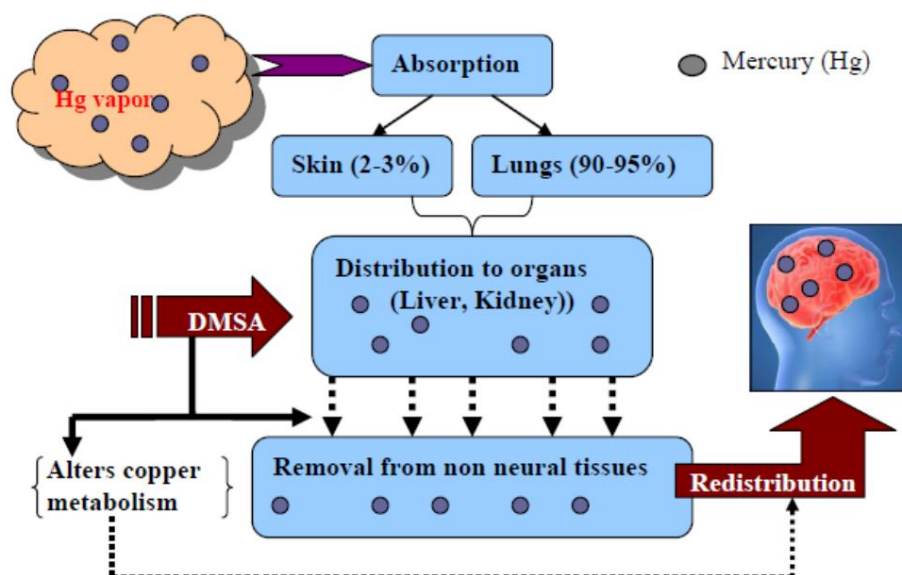 Hg vapor
Absorption
Mercury (Hg)
Skin (2-3%)
Lungs (90-95%)
Distribution to organs
(Liver, Kidney))
DMSA
Alters copper
metabolism
Removal from non neural tissues
Redistribution